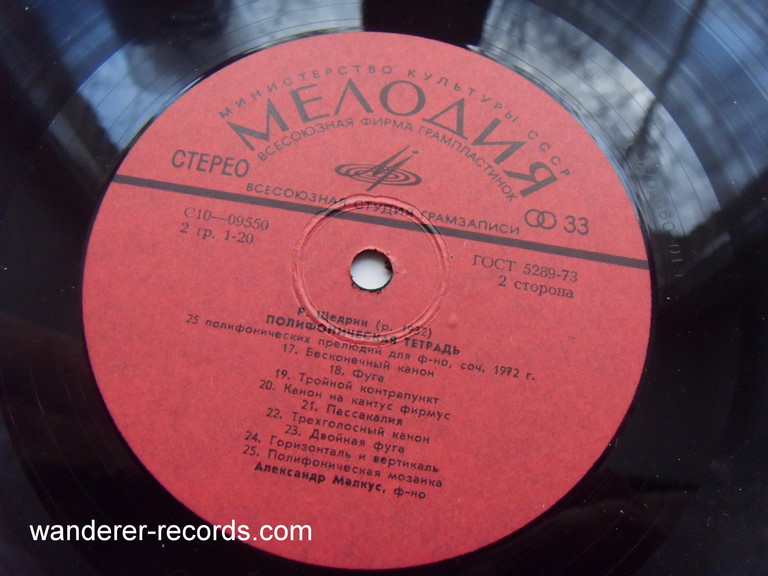 МИНИСТЕРСТВО КУЛЬТУРЫ СССР
МЕЛОДИЯ
ВСЕСОЮЗНАЯ ФИРМА ГРАМПЛАСТИНОК
СТЕРЕО
ВСЕСОЮЗНАЯ СТУДИЯ ГРАМЗАПИСИ
33
С10—09550
2 гр. 1-20
ГОСТ 5289-73
2 сторона
Р. Щедрин (р. 1932)
ПОЛИФОНИЧЕСКАЯ ТЕТРАДЬ
25 полифонических прелюдий для ф-но, соч. 1972 г.
17. Бесконечный канон
18. Фуга
19. Тройной контрапункт
20. Канон на кантус фирмус
21. Пассакалия
22. Трехголосный канон
23. Двойная фуга
24. Горизонталь и вертикаль
25. Полифоническая мозаика
Александр Малкус, ф-но
wanderer-records.com